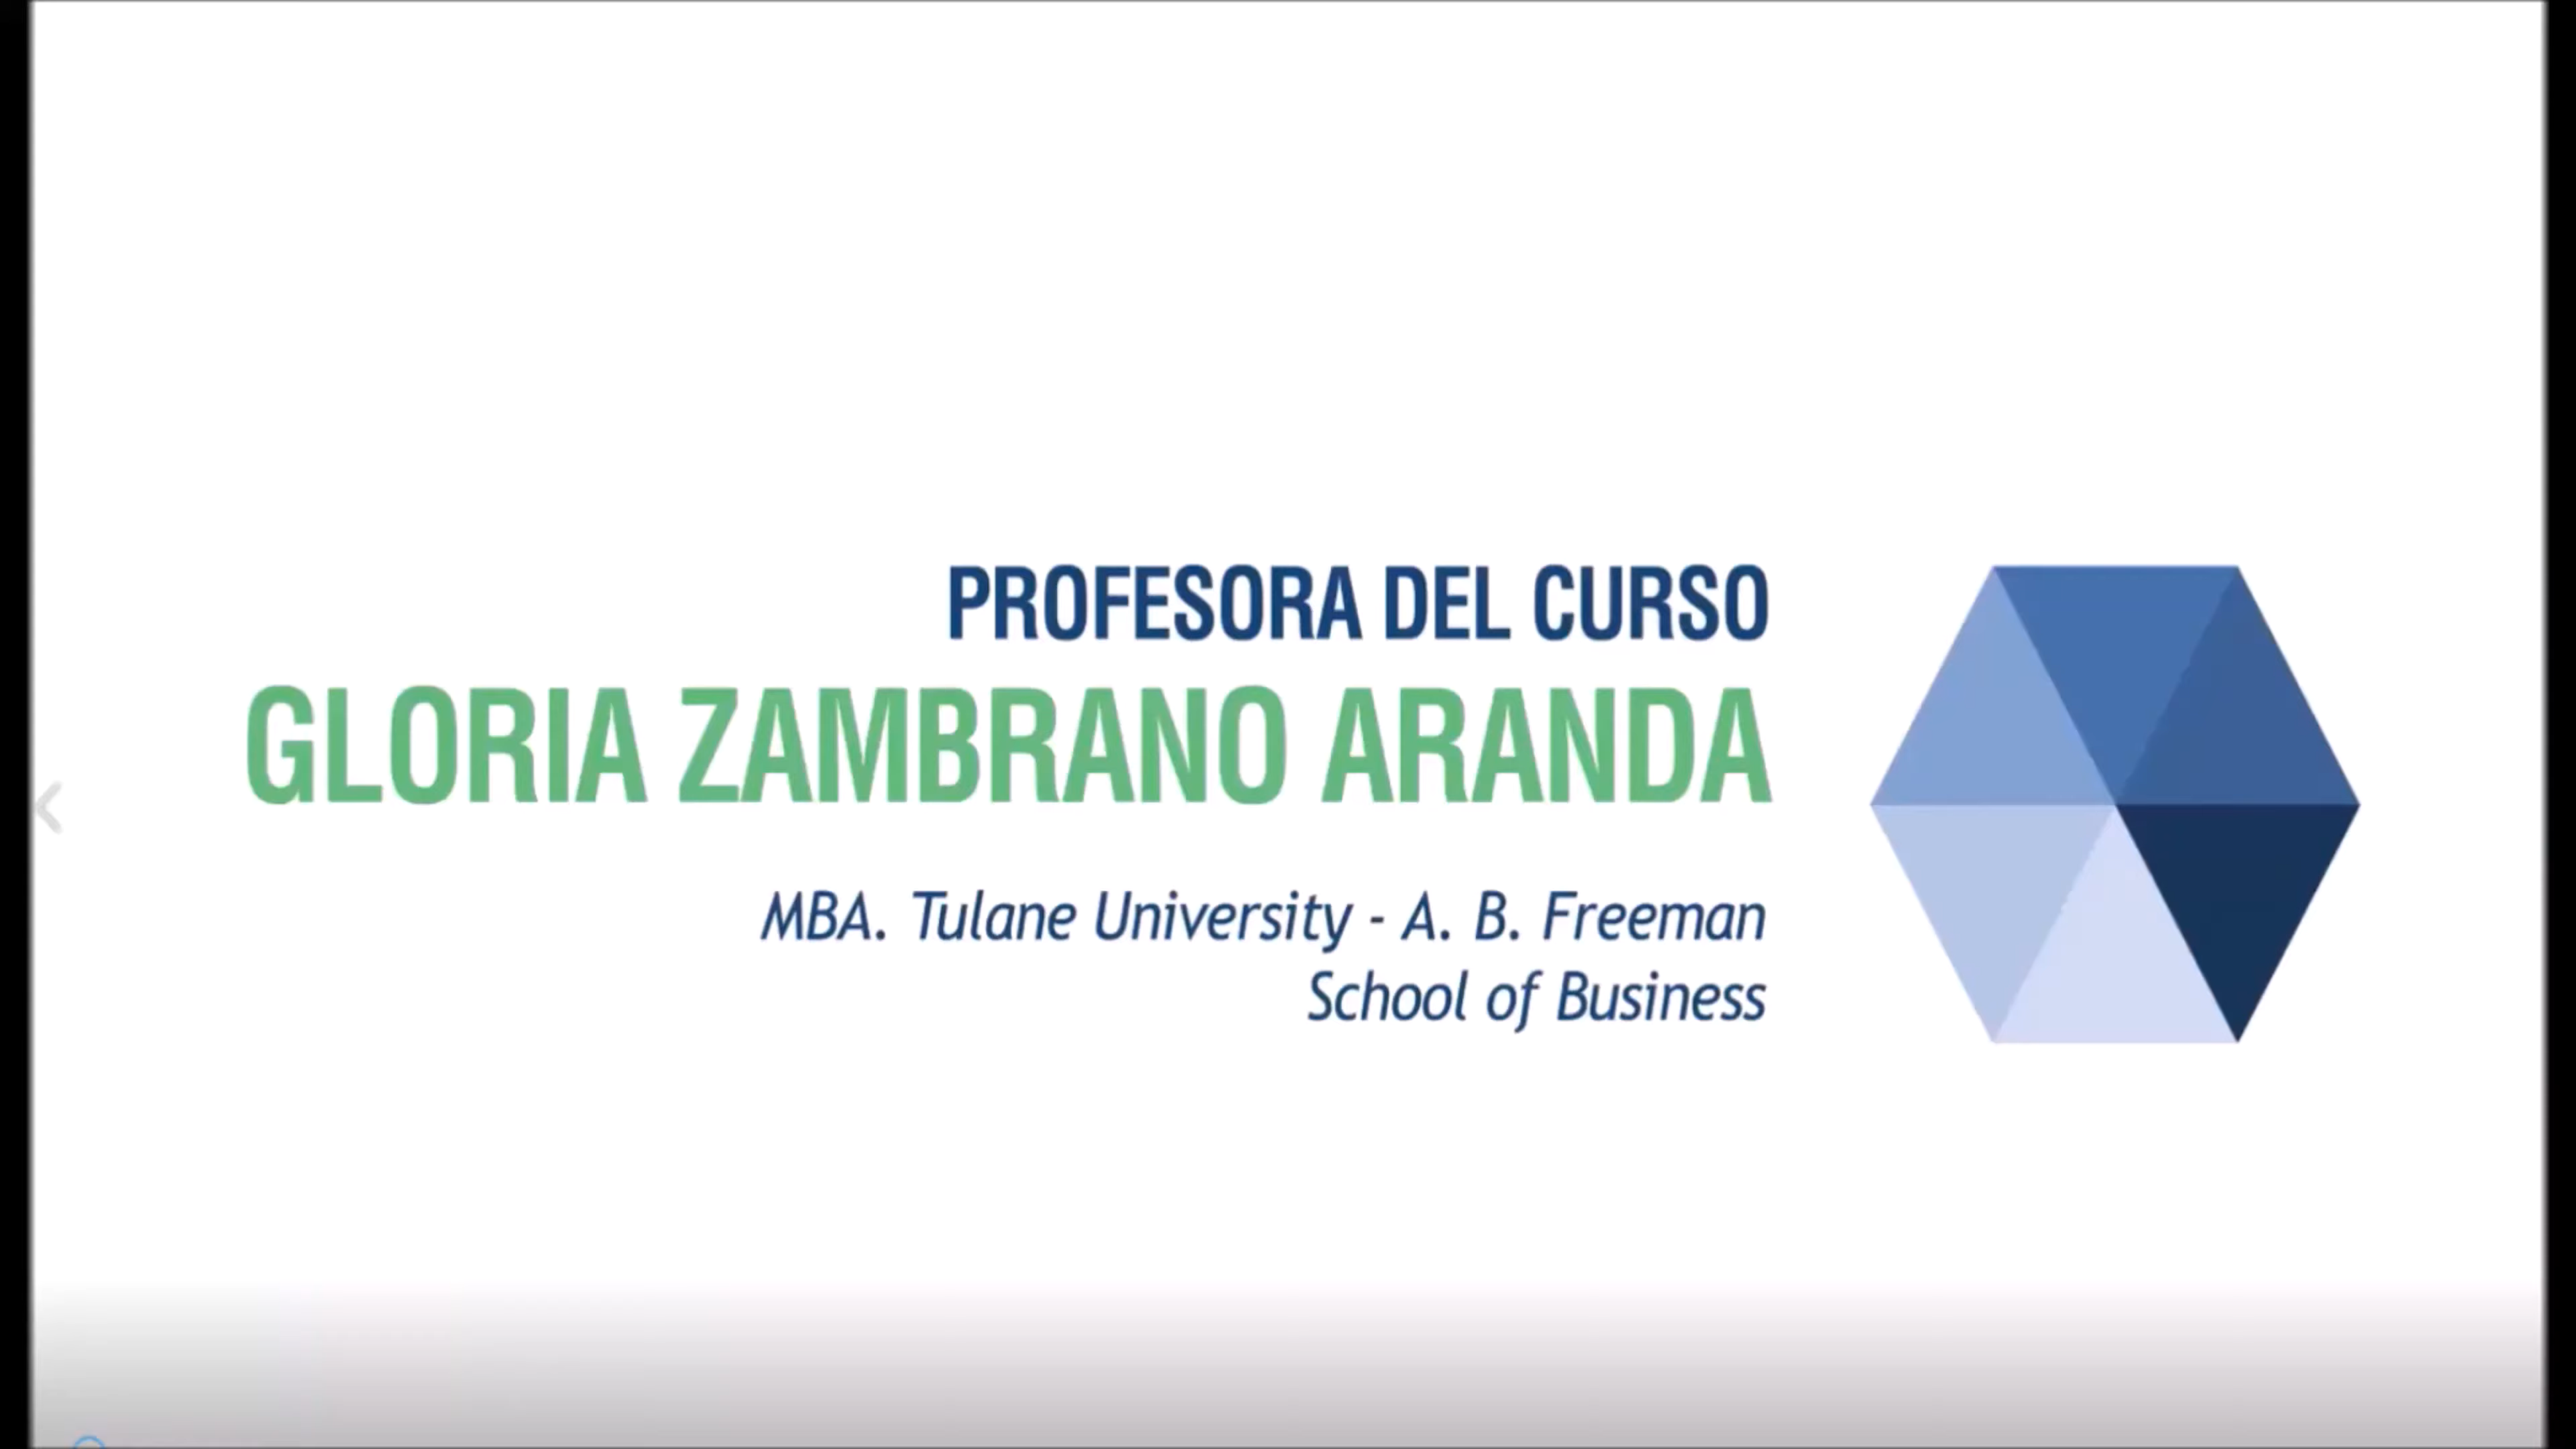 PROFESORA DEL CURSO
GLORIA ZAMBRANO ARANDA
MBA. Tulane University - A. B. Freeman
School of Business